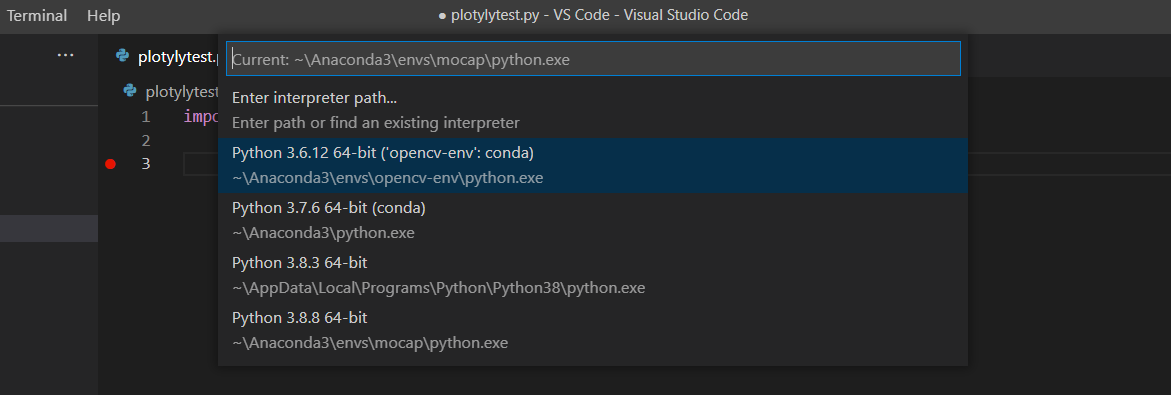 Terminal Help ● plotylytest.py - VS Code - Visual Studio Code
··· plotylytest.p
Current: ~\Anaconda3\envs\mocap\python.exe
plotylytest
Enter interpreter path...
1 impo
Enter path or find an existing interpreter
2
Python 3.6.12 64-bit ('opencv-env': conda)
3
~\Anaconda3\envs\opencv-env\python.exe
Python 3.7.6 64-bit (conda)
~\Anaconda3\python.exe
Python 3.8.3 64-bit
~\AppData\Local\Programs\Python\Python38\python.exe
Python 3.8.8 64-bit
~\Anaconda3\envs\mocap\python.exe